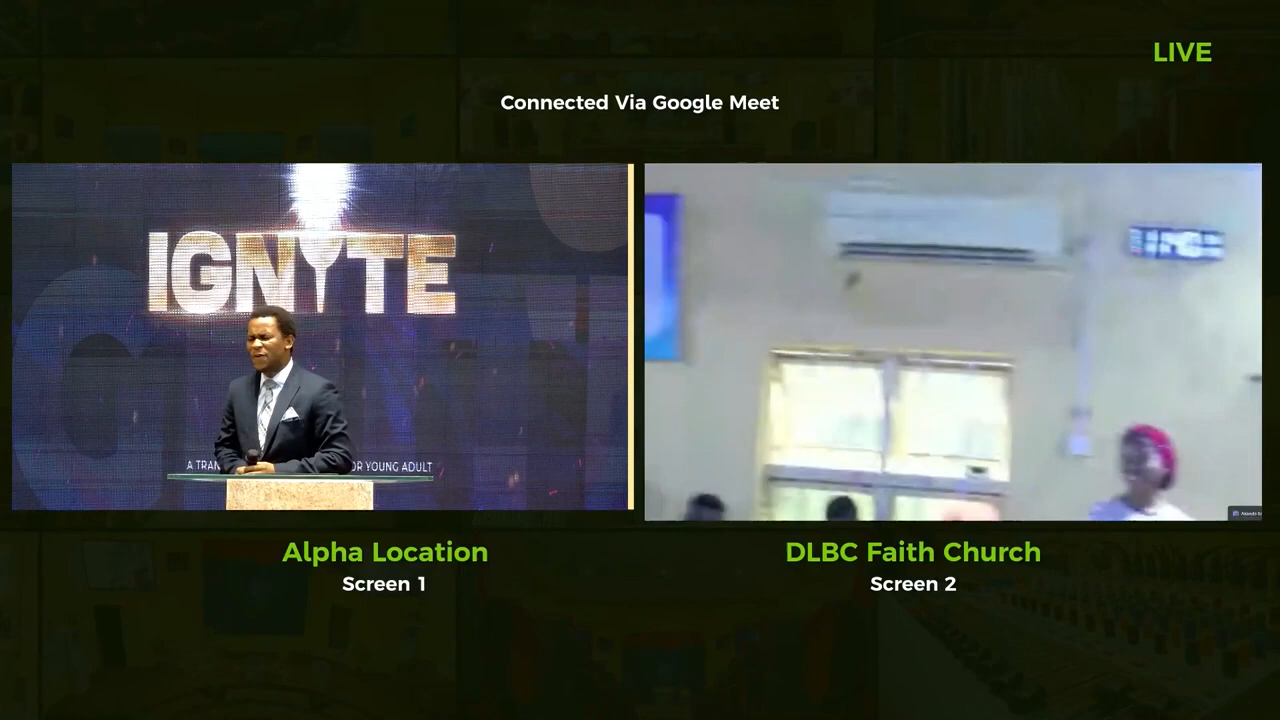 LIVE
Connected Via Google Meet
IGNYTE
A TRAN
OR YOUNG ADULT
Alpha Location
Screen 1
DLBC Faith Church
Screen 2